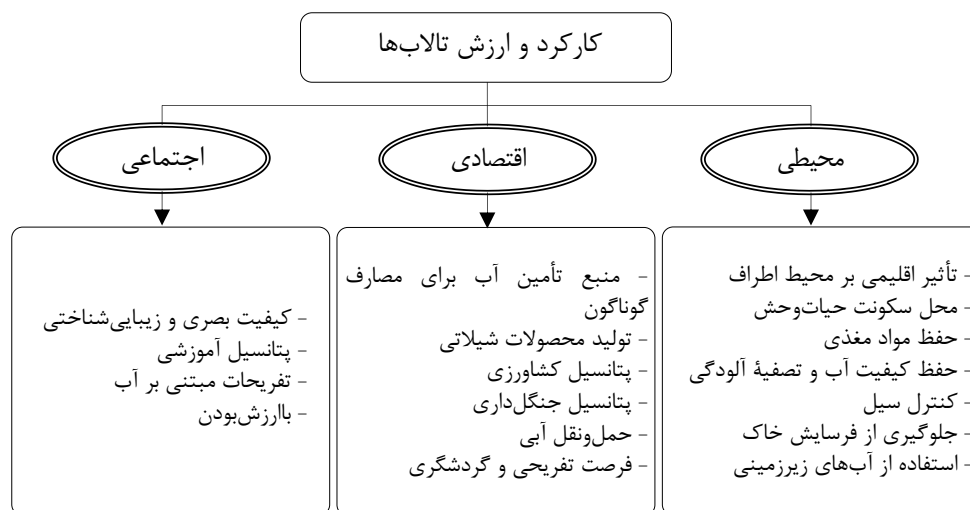 کارکرد و ارزش تالاب‌ها
محیطی
اقتصادی
اجتماعی
- تأثیر اقلیمی بر محیط اطراف
- محل سکونت حیات‌وحش
- حفظ مواد مغذی
- حفظ کیفیت آب و تصفیۀ آلودگی
- کنترل سیل
- جلوگیری از فرسایش خاک
- استفاده از آب‌های زیرزمینی
- منبع تأمین آب برای مصارف
گوناگون
- تولید محصولات شیلاتی
- پتانسیل کشاورزی
- پتانسیل جنگل‌داری
- حمل‌ونقل آبی
- فرصت تفریحی و گردشگری
- کیفیت بصری و زیبایی‌شناختی
- پتانسیل آموزشی
- تفریحات مبتنی بر آب
- باارزش‌بودن